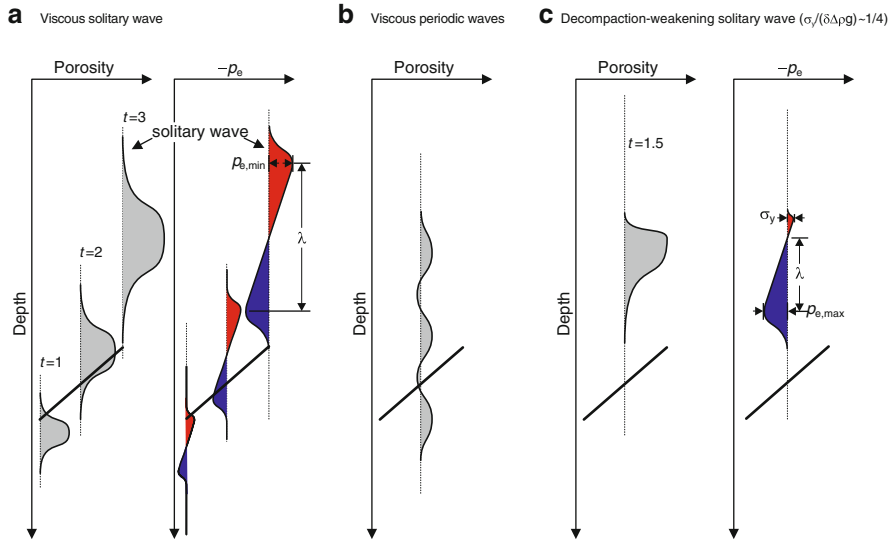 a Viscous solitary wave
b Viscous periodic waves
c Decompaction-weakening solitary wave (σy/(δΔρg)~1/4)
Porosity
−pe
Depth
t=1
t=2
t=3
solitary wave
pe,min
λ
Porosity
Depth
Porosity
−pe
Depth
t=1.5
σy
λ
pe,max